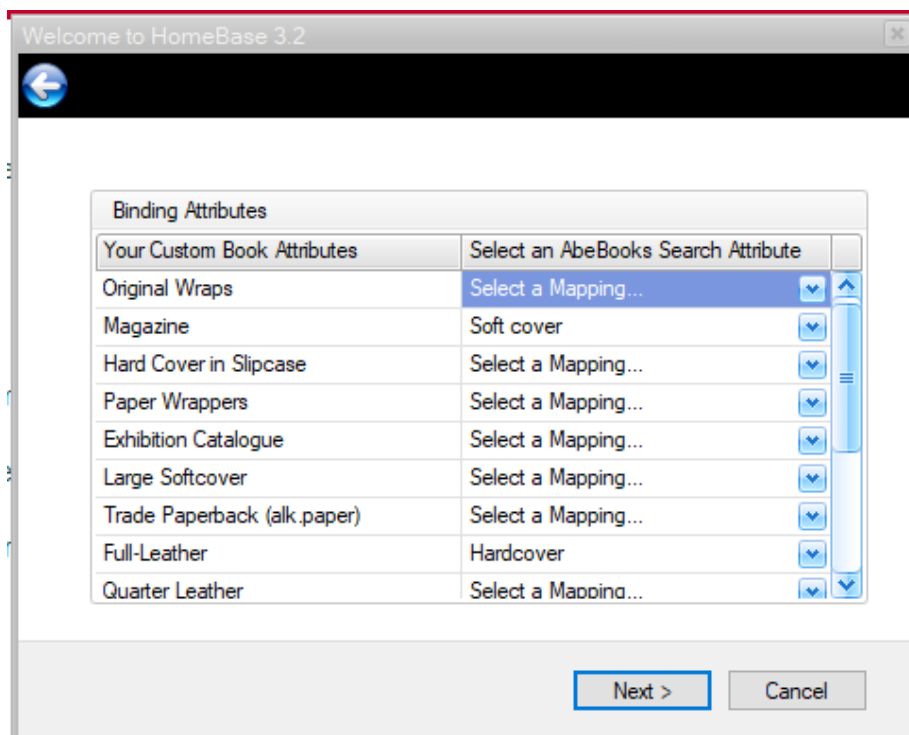 Welcome to HomeBase 3.2
Binding Attributes
Your Custom Book Attributes Select an AbeBooks Search Attribute
Original Wraps Select a Mapping...
Magazine Soft cover
Hard Cover in Slipcase Select a Mapping...
Paper Wrappers Select a Mapping...
Exhibition Catalogue Select a Mapping...
Large Softcover Select a Mapping...
Trade Paperback (alk.paper) Select a Mapping...
Full-Leather Hardcover
Quarter Leather Select a Mapping...
Next > Cancel